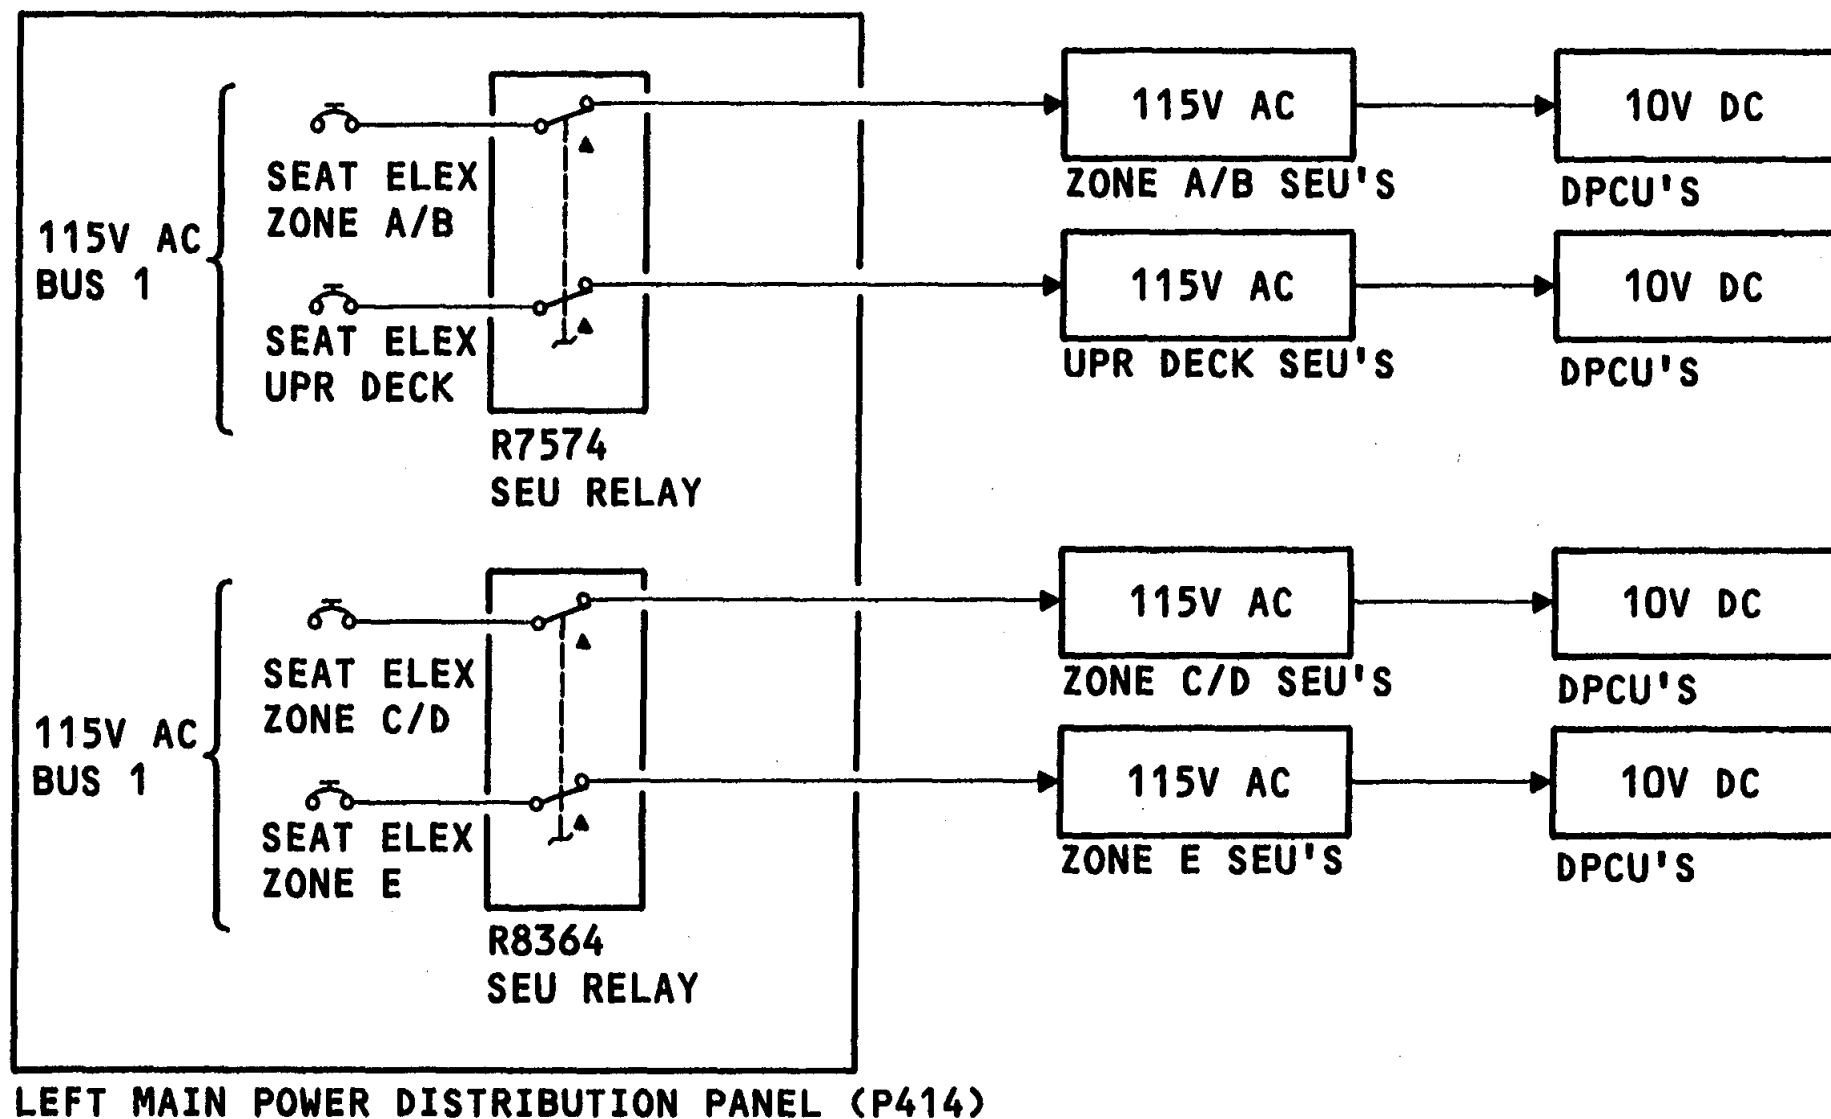 115V AC
BUS 1
SEAT ELEX
ZONE A/B
SEAT ELEX
UPR DECK
R7574
SEU RELAY
115V AC
ZONE A/B SEU'S
10V DC
DPCU'S
115V AC
UPR DECK SEU'S
10V DC
DPCU'S
115V AC
BUS 1
SEAT ELEX
ZONE C/D
SEAT ELEX
ZONE E
R8364
SEU RELAY
115V AC
ZONE C/D SEU'S
10V DC
DPCU'S
115V AC
ZONE E SEU'S
10V DC
DPCU'S
LEFT MAIN POWER DISTRIBUTION PANEL (P414)